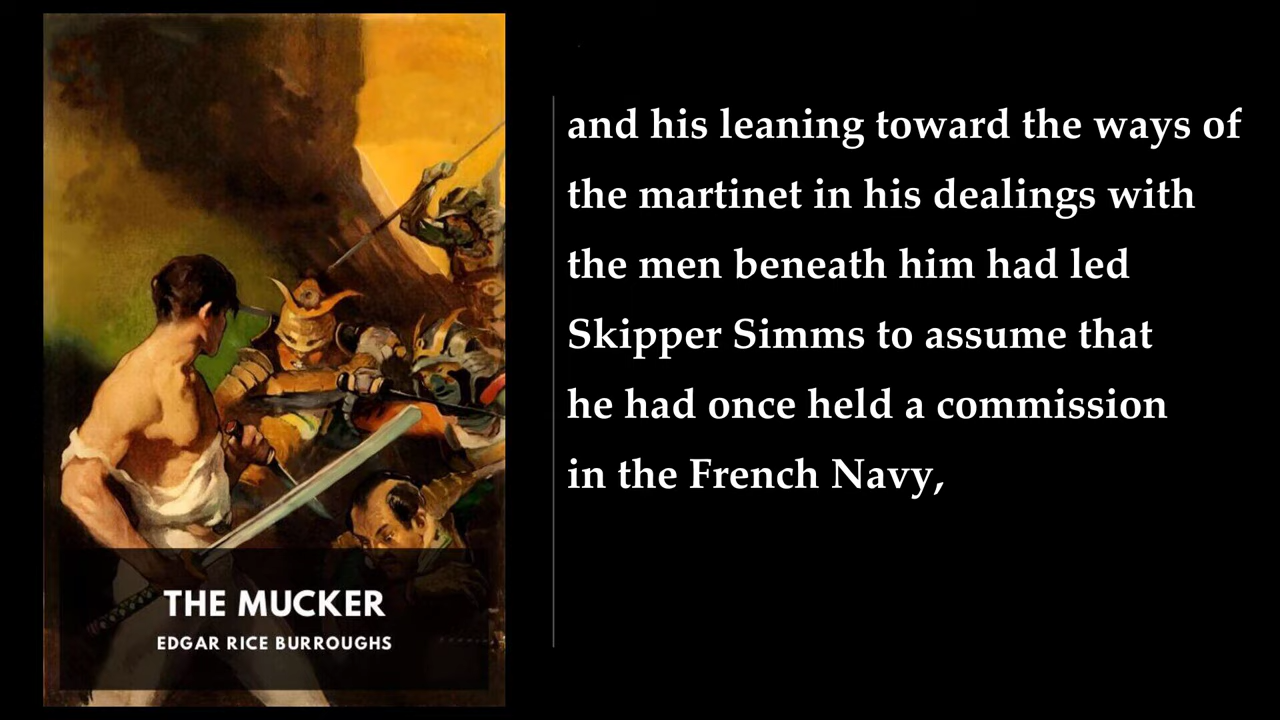 THE MUCKER
EDGAR RICE BURROUGHS
and his leaning toward the ways of
the martinet in his dealings with
the men beneath him had led
Skipper Simms to assume that
he had once held a commission
in the French Navy,